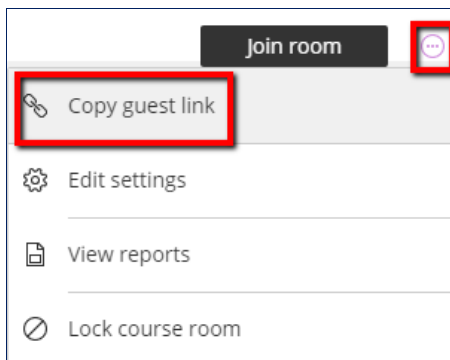 Join room
Copy guest link
Edit settings
View reports
Lock course room